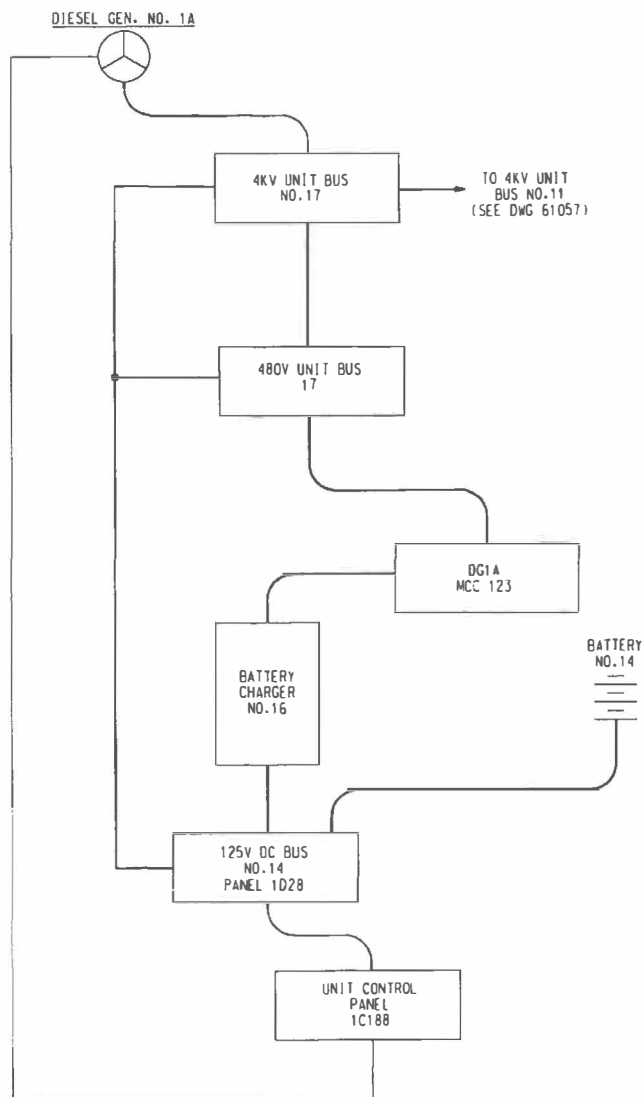 DIESEL GEN. NO. 1A
4KV UNIT BUS
NO.17
TO 4KV UNIT
BUS NO.11
(SEE DWG 61057)
480V UNIT BUS
17
DG1A
MCC 123
BATTERY
CHARGER
NO.16
BATTERY
NO.14
125V DC BUS
NO.14
PANEL 1D28
UNIT CONTROL
PANEL
1C188